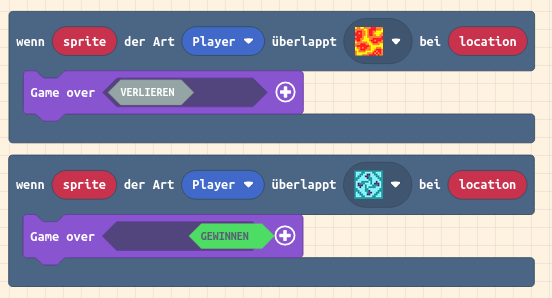 wenn sprite der Art Player überlappt bei location
Game over VERLIEREN
wenn sprite der Art Player überlappt bei location
Game over GEWINNEN